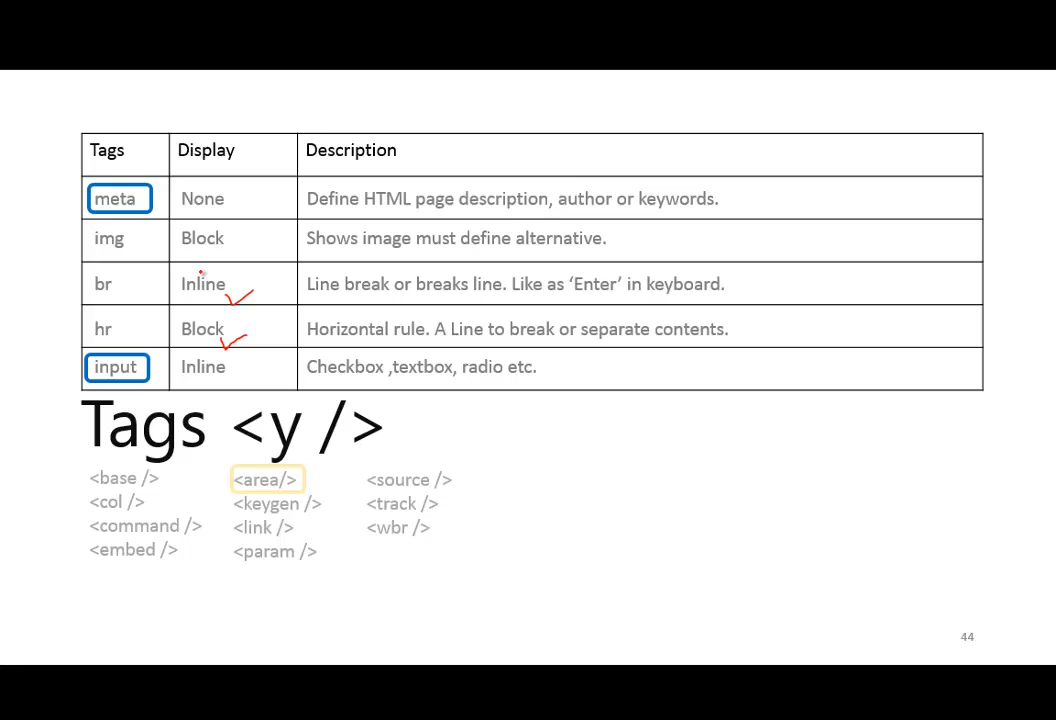 Tags Display Description
meta None Define HTML page description, author or keywords.
img Block Shows image must define alternative.
br Inline Line break or breaks line. Like as ‘Enter’ in keyboard.
hr Block Horizontal rule. A Line to break or separate contents.
input Inline Checkbox ,textbox, radio etc.
Tags <y />
<base /> <area/> <source />
<col /> <keygen /> <track />
<command /> <link /> <wbr />
<embed /> <param />
44